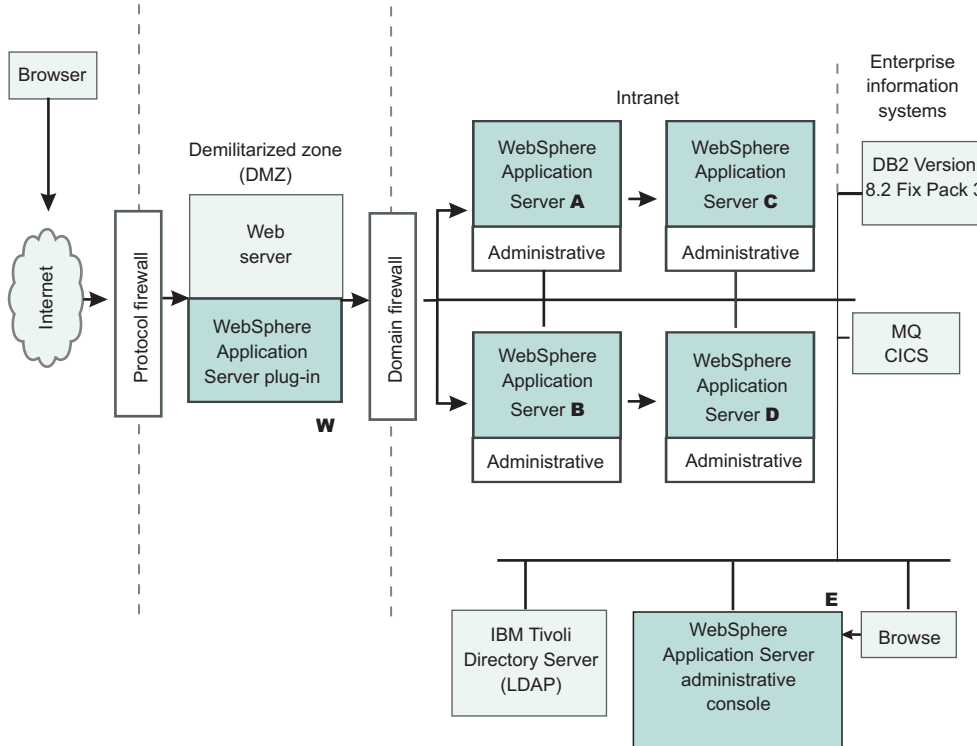 Browser
Internet
Protocol firewall
Demilitarized zone
(DMZ)
Web
server
WebSphere
Application
Server plug-in
W
Domain firewall
Intranet
WebSphere
Application
Server A
Administrative
WebSphere
Application
Server C
Administrative
WebSphere
Application
Server B
Administrative
WebSphere
Application
Server D
Administrative
Enterprise
information
systems
DB2 Version
8.2 Fix Pack 3
MQ
CICS
IBM Tivoli
Directory Server
(LDAP)
E
WebSphere
Application Server
administrative
console
Browse